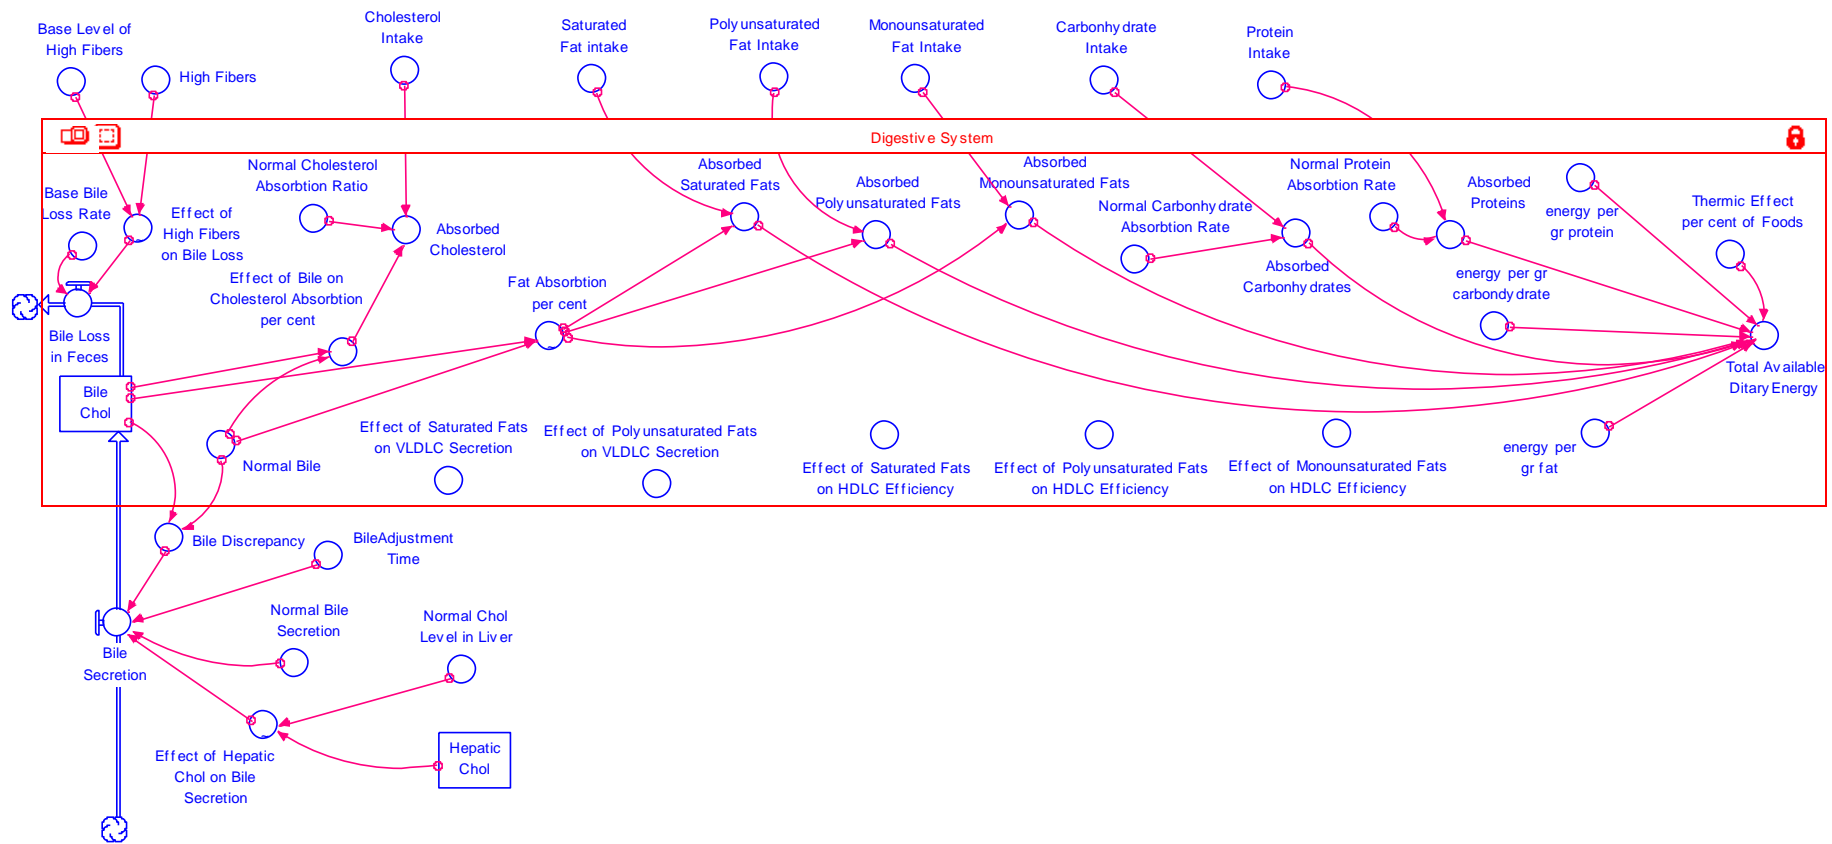 Base Level of
High Fibers
High Fibers
Cholesterol
Intake
Saturated
Fat intake
Polyunsaturated
Fat Intake
Monounsaturated
Fat Intake
Carbonhydrate
Intake
Protein
Intake
Digestive System
Base Bile
Loss Rate
Effect of
High Fibers
on Bile Loss
Normal Cholesterol
Absorbtion Ratio
Absorbed
Cholesterol
Effect of Bile on
Cholesterol Absorbtion
per cent
Fat Absorbtion
per cent
Absorbed
Saturated Fats
Absorbed
Polyunsaturated Fats
Absorbed
Monounsaturated Fats
Normal Carbonhydrate
Absorbtion Rate
Absorbed
Carbonhydrates
Normal Protein
Absorbtion Rate
Absorbed
Proteins
energy per
gr protein
Thermic Effect
per cent of Foods
energy per gr
carbondydrate
Total Available
Ditary Energy
energy per
gr fat
Bile Loss
in Feces
Bile
Chol
Normal Bile
Effect of Saturated Fats
on VLDLC Secretion
Effect of Polyunsaturated Fats
on VLDLC Secretion
Effect of Saturated Fats
on HDLC Efficiency
Effect of Polyunsaturated Fats
on HDLC Efficiency
Effect of Monounsaturated Fats
on HDLC Efficiency
Bile Discrepancy
BileAdjustment
Time
Normal Bile
Secretion
Normal Chol
Level in Liver
Bile
Secretion
Effect of Hepatic
Chol on Bile
Secretion
Hepatic
Chol